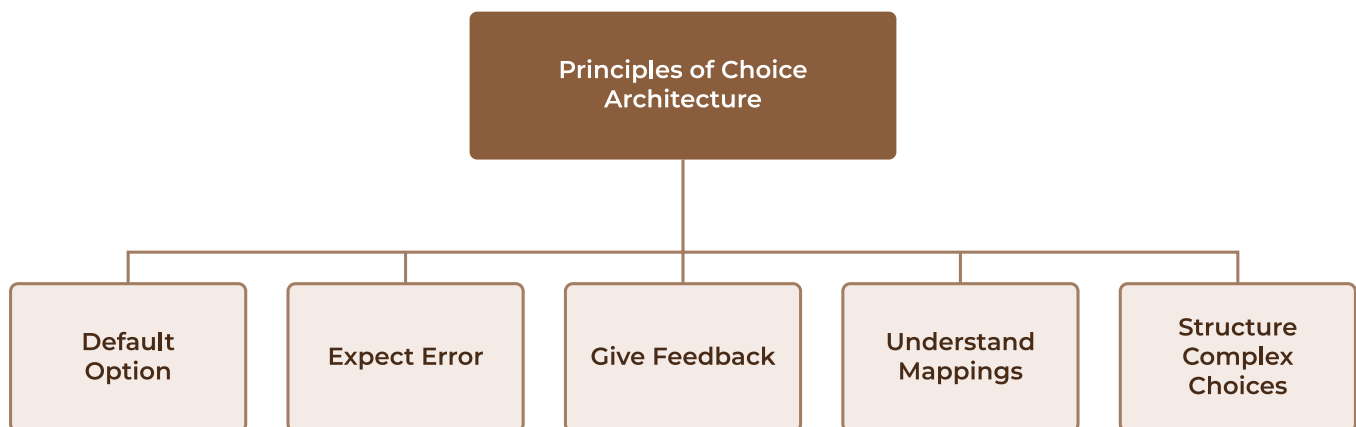 Principles of Choice
Architecture
Default
Option
Expect Error
Give Feedback
Understand
Mappings
Structure
Complex
Choices